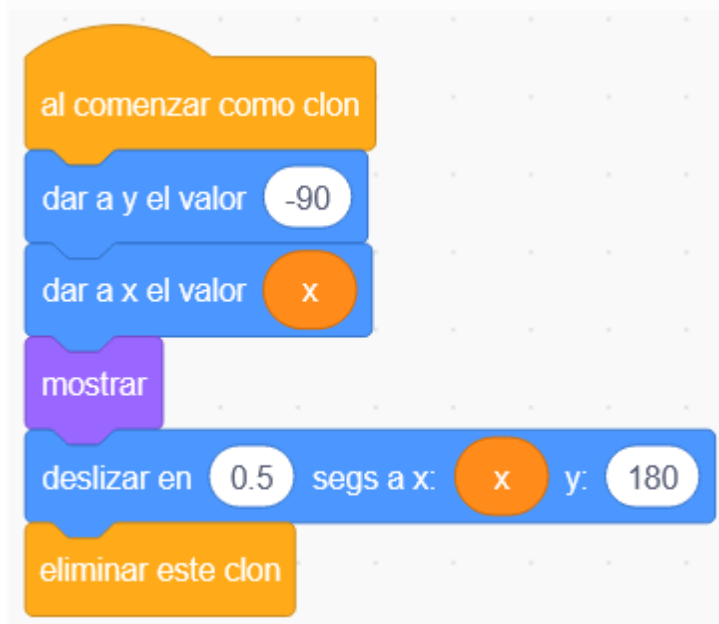 al comenzar como clon
dar a y el valor -90
dar a x el valor x
mostrar
deslizar en 0.5 segs a x: x y: 180
eliminar este clon